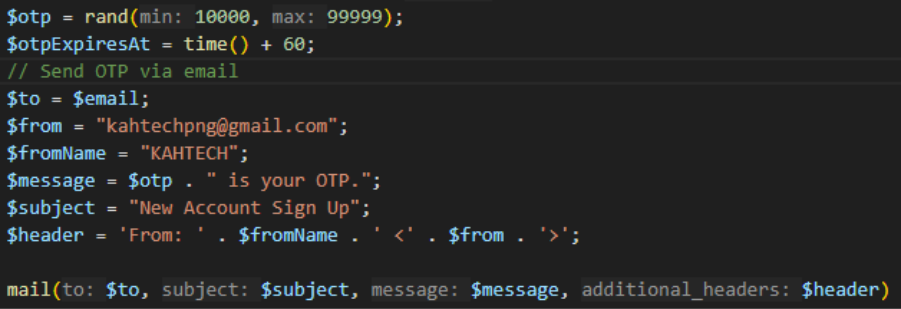 $otp = rand(min: 10000, max: 99999);
$otpExpiresAt = time() + 60;
// Send OTP via email
$to = $email;
$from = "kahtechpng@gmail.com";
$fromName = "KAHTECH";
$message = $otp . " is your OTP.";
$subject = "New Account Sign Up";
$header = 'From: ' . $fromName . ' <' . $from . '>';
mail(to: $to, subject: $subject, message: $message, additional_headers: $header)